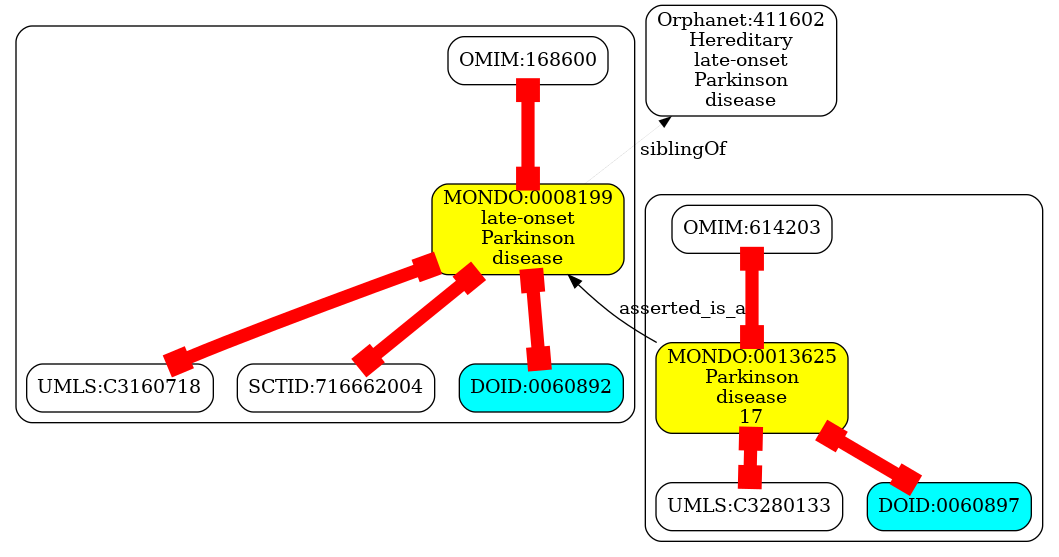 Orphanet:411602
Hereditary
late-onset
Parkinson
disease
OMIM:168600
siblingOf
MONDO:0008199
late-onset
Parkinson
disease
OMIM:614203
asserted_is_a
UMLS:C3160718
SCTID:716662004
DOID:0060892
MONDO:0013625
Parkinson
disease
17
UMLS:C3280133
DOID:0060897